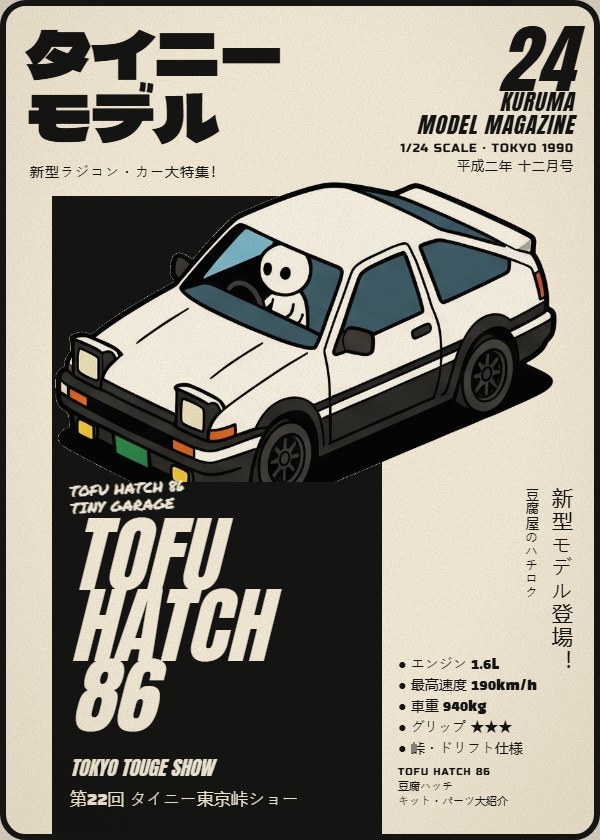 タイニー
モデル
新型ラジコン・カー大特集!
24
KURUMA
MODEL MAGAZINE
1/24 SCALE · TOKYO 1990
平成二年 十二月号
TOFU HATCH 86
TINY GARAGE
TOFU
HATCH
86
TOKYO TOUGE SHOW
第22回 タイニー東京峠ショー
新型モデル登場!
豆腐屋のハチロク
● エンジン 1.6L
● 最高速度 190km/h
● 車重 940kg
● グリップ ★★★
● 峠・ドリフト仕様
TOFU HATCH 86
豆腐ハッチ
キット・パーツ大紹介